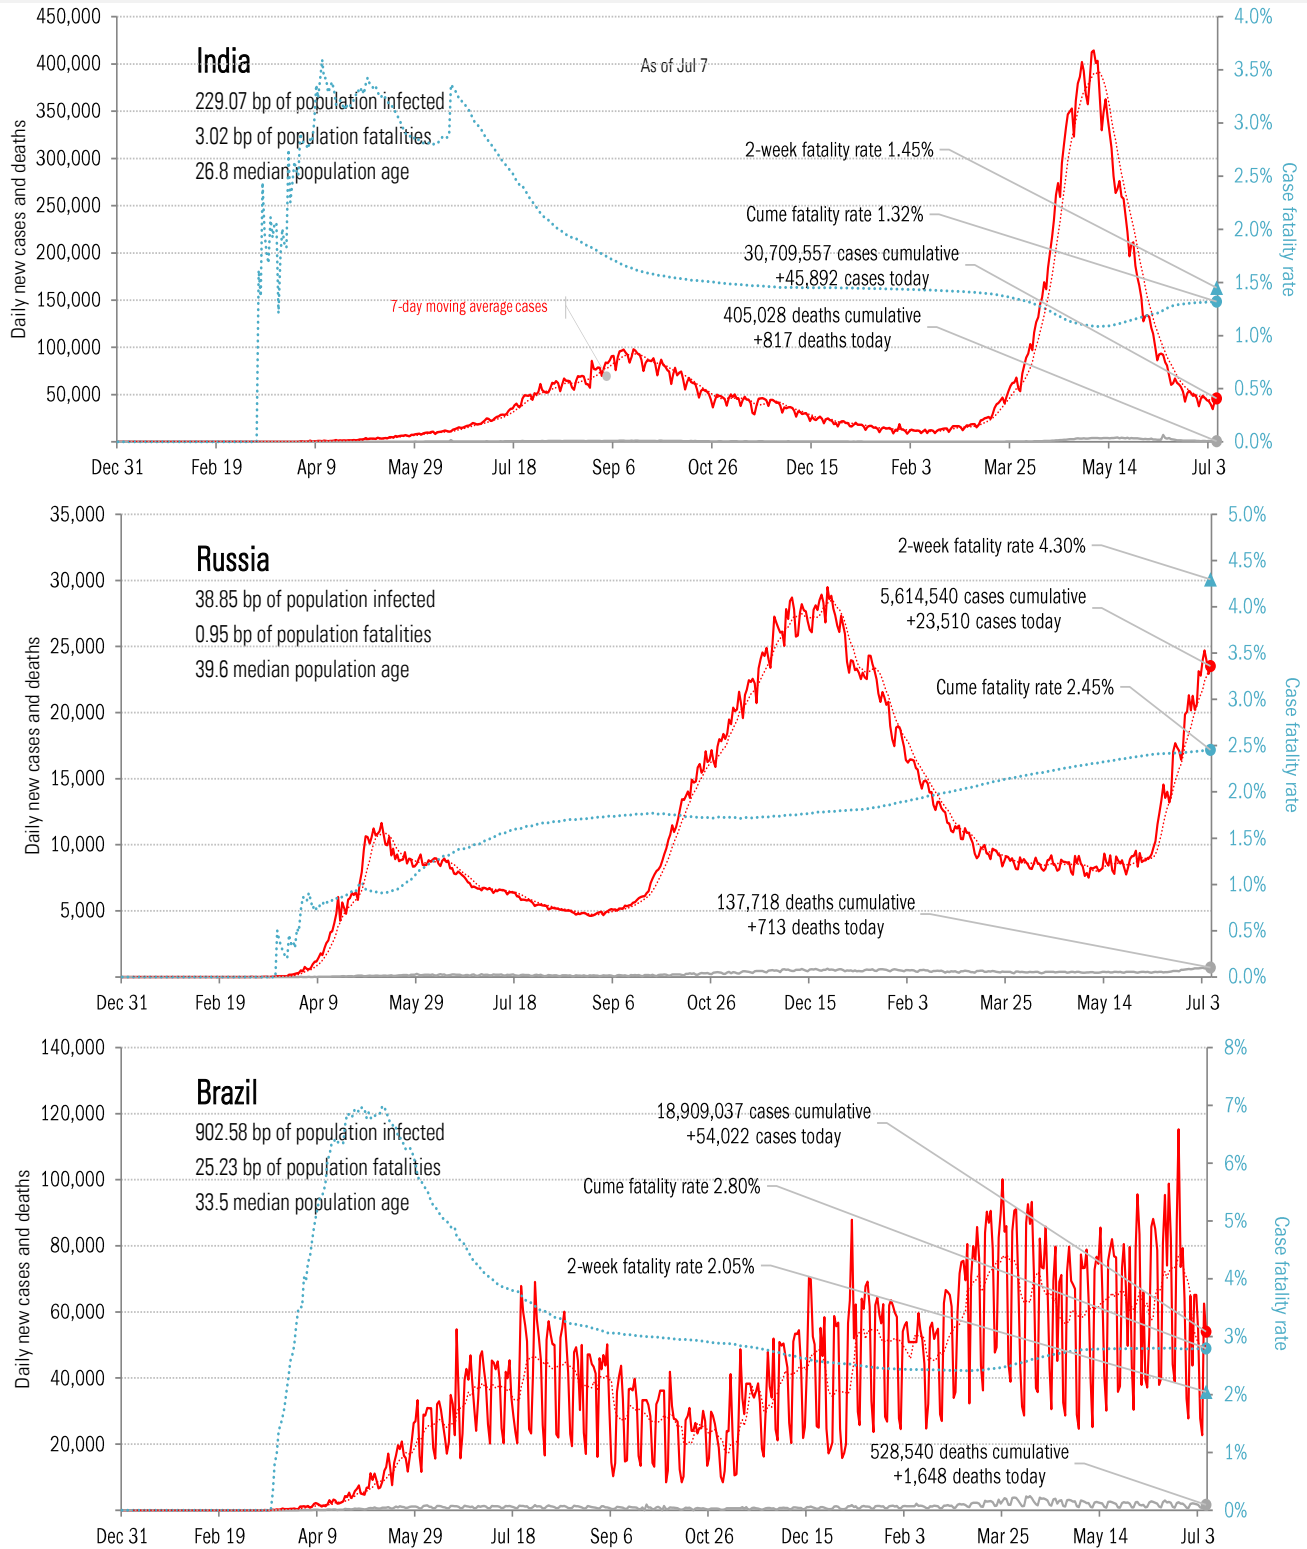 450,000
400,000
350,000
300,000
250,000
200,000
150,000
100,000
50,000
Daily new cases and deaths
4.0%
3.5%
3.0%
2.5%
2.0%
1.5%
1.0%
0.5%
0.0%
Case fatality rate
India
229.07 bp of population infected
3.02 bp of population fatalities
26.8 median population age
As of Jul 7
2-week fatality rate 1.45%
Cume fatality rate 1.32%
30,709,557 cases cumulative
+45,892 cases today
7-day moving average cases
405,028 deaths cumulative
+817 deaths today
Dec 31 Feb 19 Apr 9 May 29 Jul 18 Sep 6 Oct 26 Dec 15 Feb 3 Mar 25 May 14 Jul 3
35,000
30,000
25,000
20,000
15,000
10,000
5,000
Daily new cases and deaths
5.0%
4.5%
4.0%
3.5%
3.0%
2.5%
2.0%
1.5%
1.0%
0.5%
0.0%
Case fatality rate
Russia
38.85 bp of population infected
0.95 bp of population fatalities
39.6 median population age
2-week fatality rate 4.30%
5,614,540 cases cumulative
+23,510 cases today
Cume fatality rate 2.45%
137,718 deaths cumulative
+713 deaths today
Dec 31 Feb 19 Apr 9 May 29 Jul 18 Sep 6 Oct 26 Dec 15 Feb 3 Mar 25 May 14 Jul 3
140,000
120,000
100,000
80,000
60,000
40,000
20,000
Daily new cases and deaths
8%
7%
6%
5%
4%
3%
2%
1%
0%
Case fatality rate
Brazil
902.58 bp of population infected
25.23 bp of population fatalities
33.5 median population age
18,909,037 cases cumulative
+54,022 cases today
Cume fatality rate 2.80%
2-week fatality rate 2.05%
528,540 deaths cumulative
+1,648 deaths today
Dec 31 Feb 19 Apr 9 May 29 Jul 18 Sep 6 Oct 26 Dec 15 Feb 3 Mar 25 May 14 Jul 3